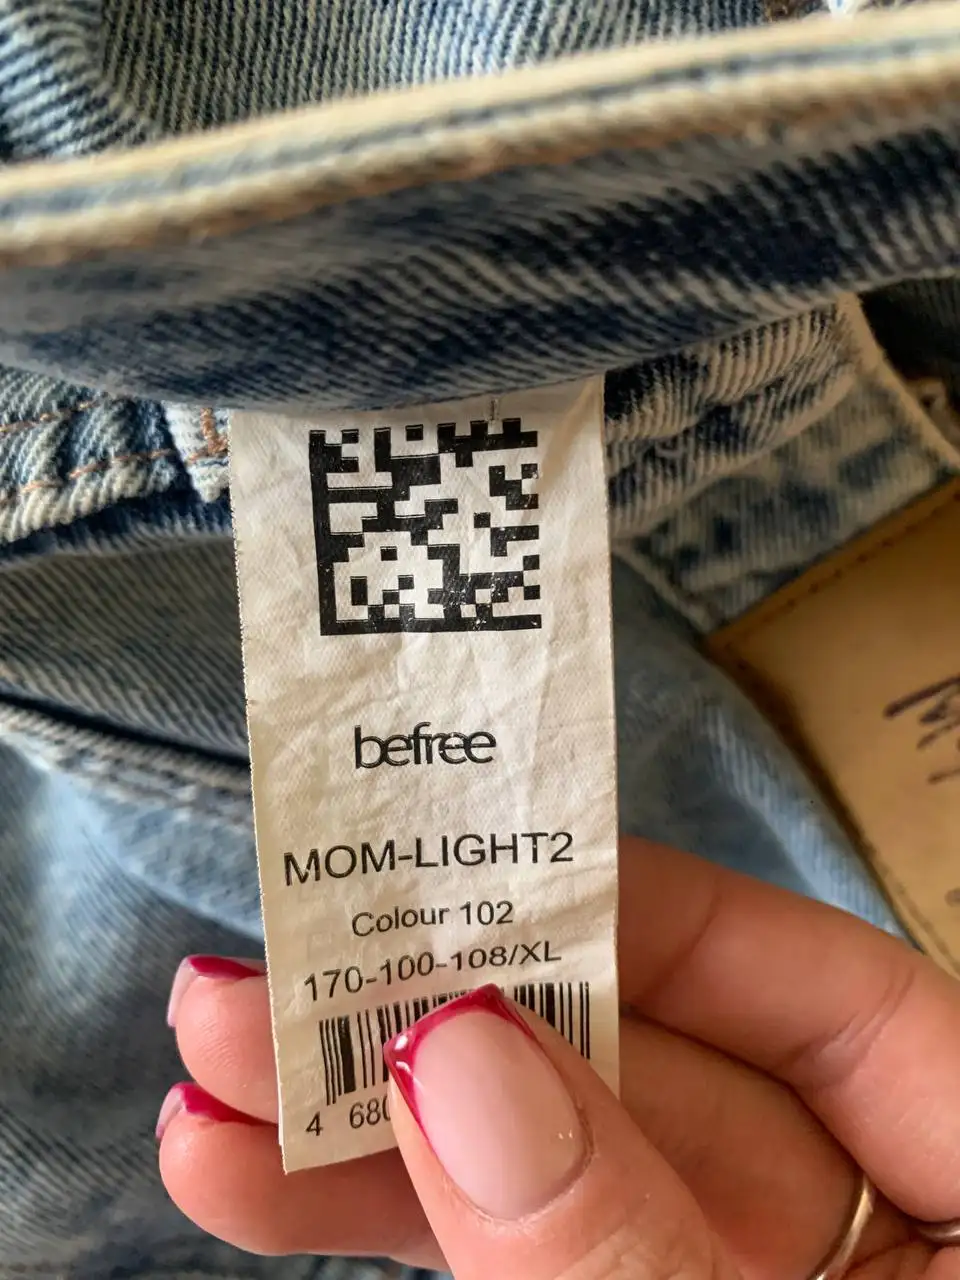 befree
MOM-LIGHT2
Colour 102
170-100-108/XL
4 680